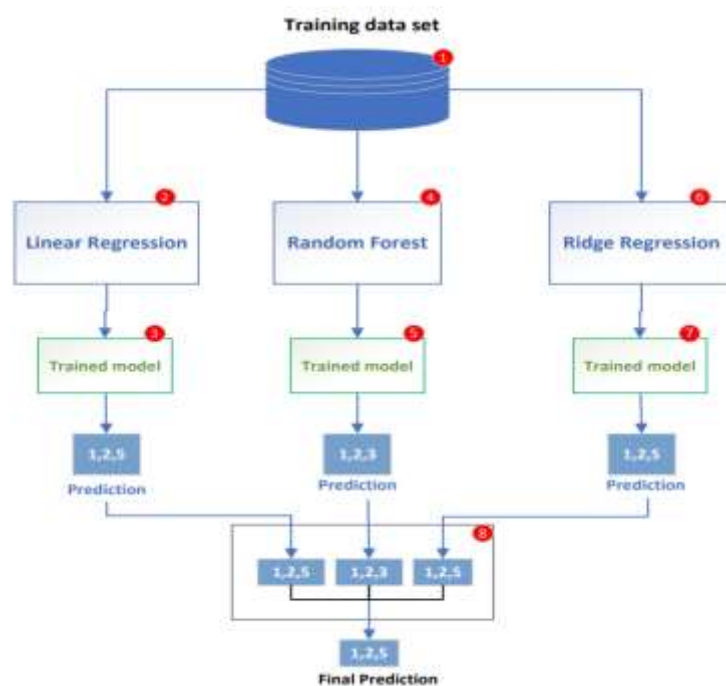 Training data set
1
2
4
6
Linear Regression
Random Forest
Ridge Regression
3
5
7
Trained model
Trained model
Trained model
1,2,5
1,2,3
1,2,5
Prediction
Prediction
Prediction
8
1,2,5
1,2,3
1,2,5
1,2,5
Final Prediction